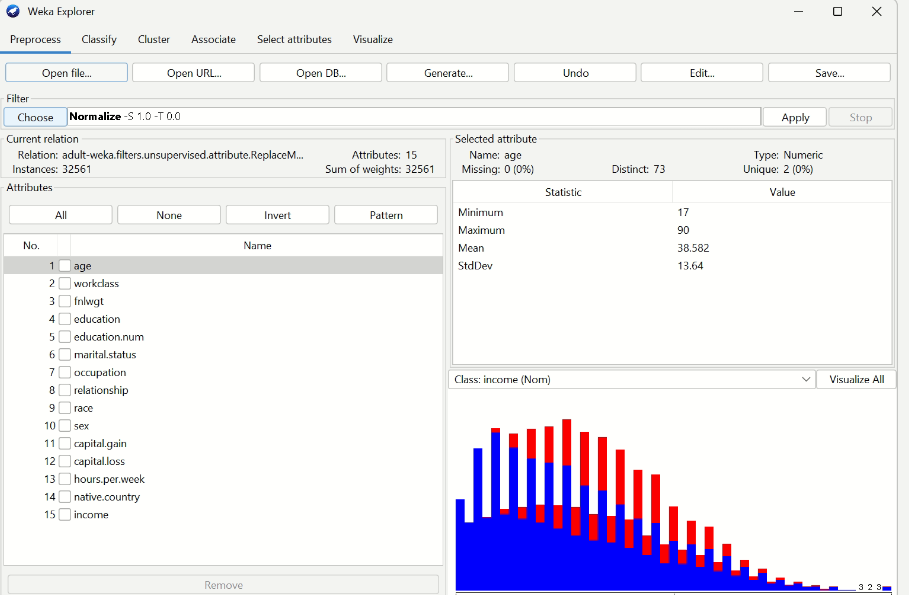 Weka Explorer
Preprocess Classify Cluster Associate Select attributes Visualize
Open file... Open URL... Open DB... Generate... Undo Edit... Save...
Filter
Choose Normalize -S 1.0 -T 0.0 Apply Stop
Current relation
Relation: adult-weka.filters.unsupervised.attribute.ReplaceM... Attributes: 15
Instances: 32561 Sum of weights: 32561
Attributes
All None Invert Pattern
No. Name
1 age
2 workclass
3 fnlwgt
4 education
5 education.num
6 marital.status
7 occupation
8 relationship
9 race
10 sex
11 capital.gain
12 capital.loss
13 hours.per.week
14 native.country
15 income
Remove
Selected attribute
Name: age Type: Numeric
Missing: 0 (0%) Distinct: 73 Unique: 2 (0%)
Statistic Value
Minimum 17
Maximum 90
Mean 38.582
StdDev 13.64
Class: income (Nom) Visualize All
3 2 3